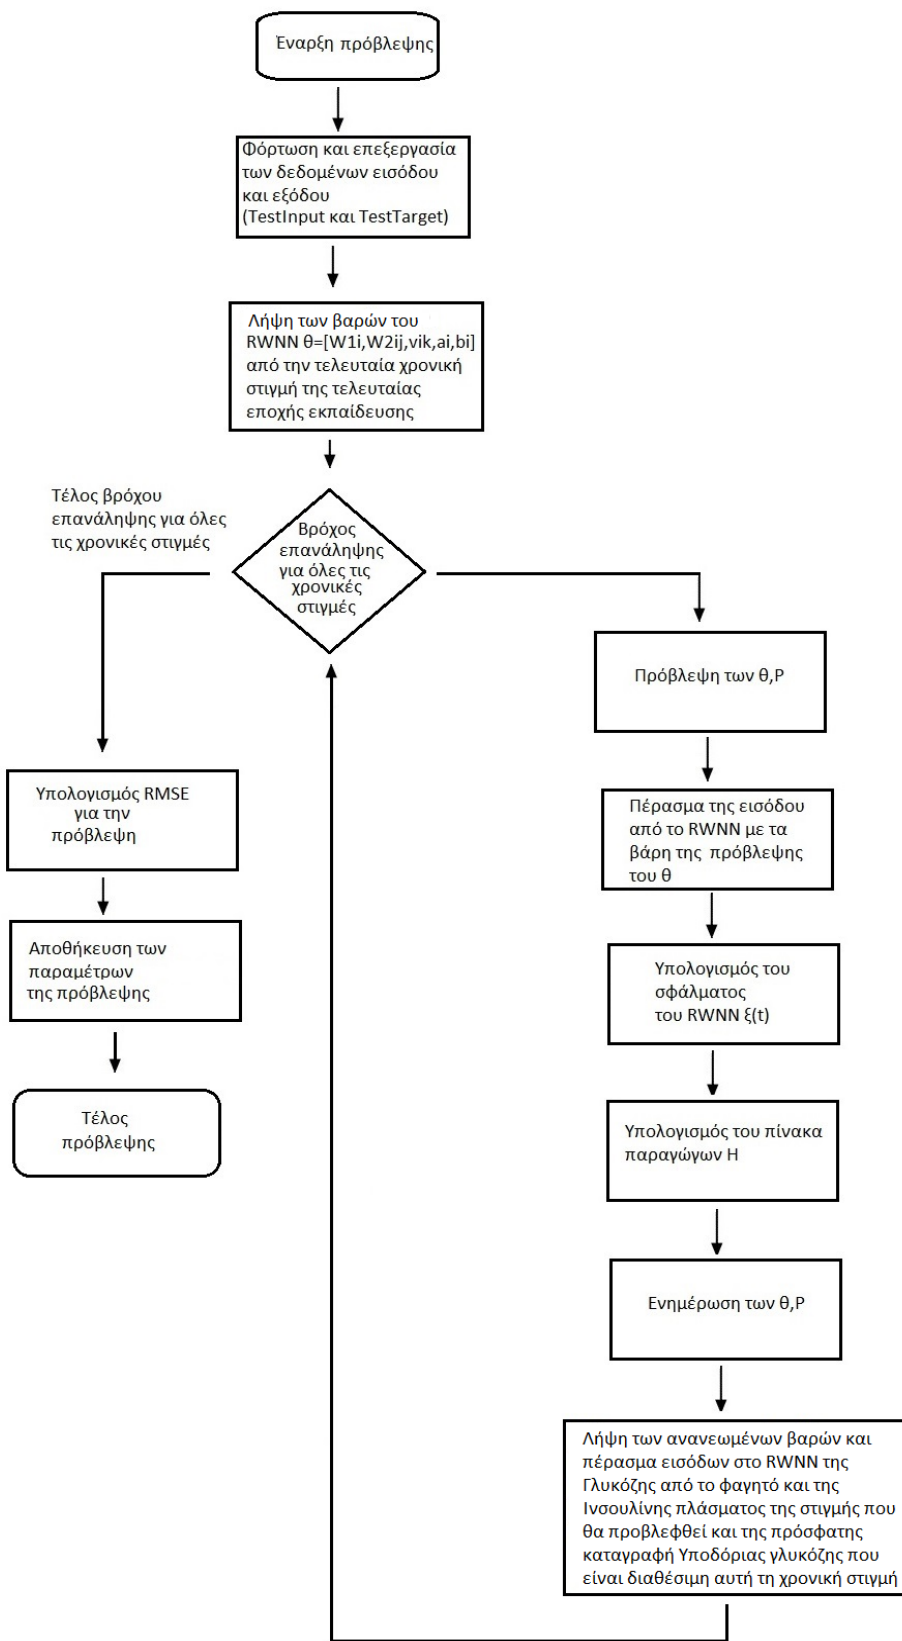 Έναρξη πρόβλεψης
Φόρτωση και επεξεργασία
των δεδομένων εισόδου
και εξόδου
(TestInput και TestTarget)
Λήψη των βαρών του
RWNN θ=[W1i,W2ij,vik,ai,bi]
από την τελευταία χρονική
στιγμή της τελευταίας
εποχής εκπαίδευσης
Τέλος βρόχου
επανάληψης για όλες
τις χρονικές στιγμές
Βρόχος
επανάληψης
για όλες τις
χρονικές
στιγμές
Υπολογισμός RMSE
για την
πρόβλεψη
Αποθήκευση των
παραμέτρων
της πρόβλεψης
Τέλος
πρόβλεψης
Πρόβλεψη των θ,P
Πέρασμα της εισόδου
από το RWNN με τα
βάρη της πρόβλεψης
του θ
Υπολογισμός του
σφάλματος
του RWNN ξ(t)
Υπολογισμός του πίνακα
παραγώγων H
Ενημέρωση των θ,P
Λήψη των ανανεωμένων βαρών και
πέρασμα εισόδων στο RWNN της
Γλυκόζης από το φαγητό και της
Ινσουλίνης πλάσματος της στιγμής που
θα προβλεφθεί και της πρόσφατης
καταγραφή Υποδόριας γλυκόζης που
είναι διαθέσιμη αυτή τη χρονική στιγμή